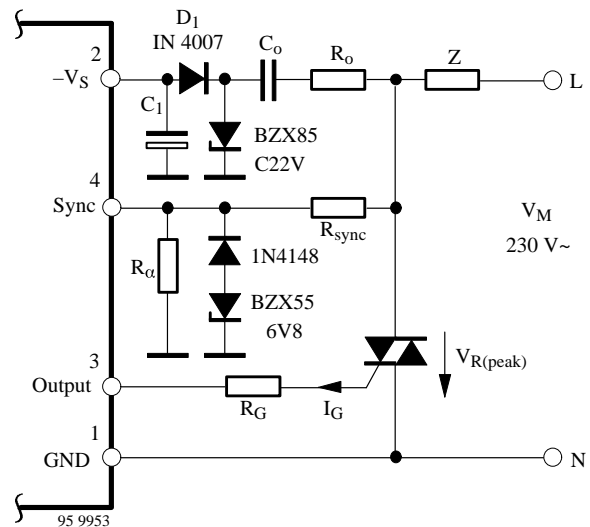 D1
IN 4007
2
–VS
Co
Ro
Z
L
C1
BZX85
C22V
4
Sync
Rsync
VM
230 V~
Rα
1N4148
BZX55
6V8
3
Output
RG
IG
VR(peak)
1
GND
N
95 9953